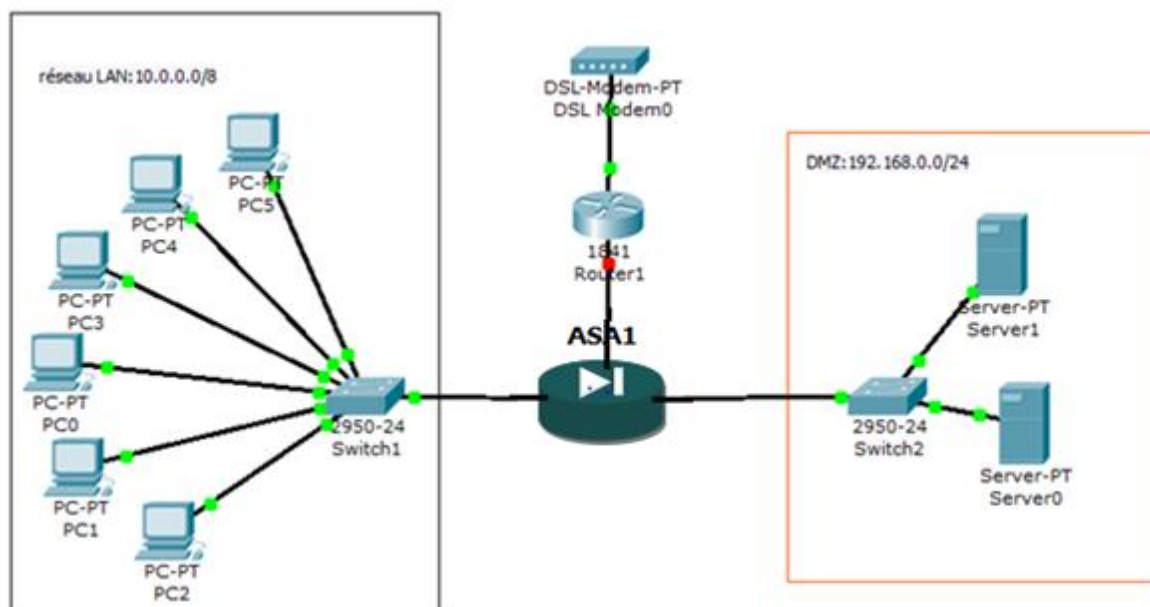 réseau LAN:10.0.0.0/8
PC-PT
PC5
PC-PT
PC4
PC-PT
PC3
PC-PT
PC0
PC-PT
PC1
PC-PT
PC2
2950-24
Switch1
DSL-Modem-PT
DSL Modem0
1841
Router1
ASA1
DMZ:192.168.0.0/24
Server-PT
Server1
2950-24
Switch2
Server-PT
Server0